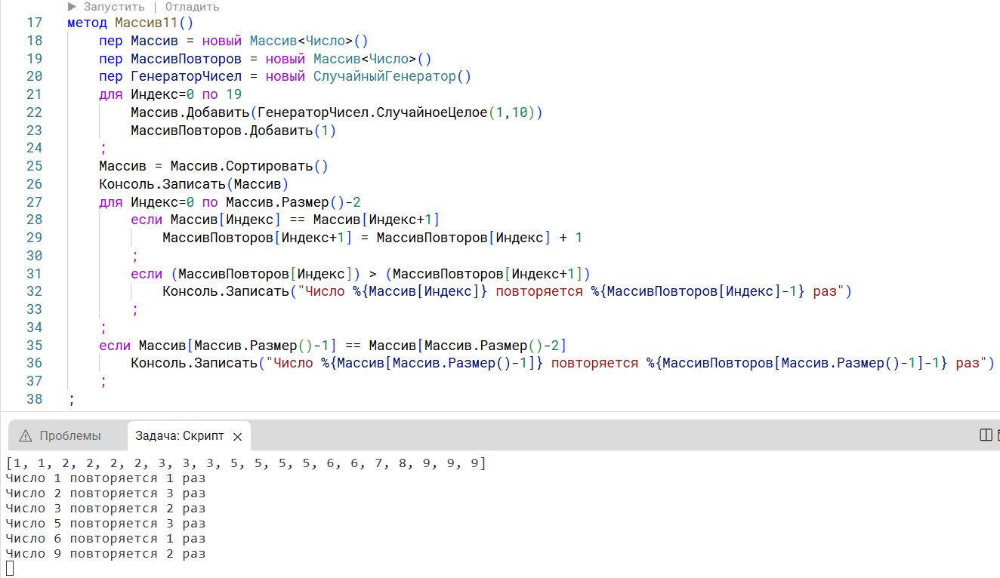 Запустить | Отладить
17 метод Массив11()
18 пер Массив = новый Массив<Число>()
19 пер МассивПовторов = новый Массив<Число>()
20 пер ГенераторЧисел = новый СлучайныйГенератор()
21 для Индекс=0 по 19
22 Массив.Добавить(ГенераторЧисел.СлучайноеЦелое(1,10))
23 МассивПовторов.Добавить(1)
24 ;
25 Массив = Массив.Сортировать()
26 Консоль.Записать(Массив)
27 для Индекс=0 по Массив.Размер()-2
28 если Массив[Индекс] == Массив[Индекс+1]
29 МассивПовторов[Индекс+1] = МассивПовторов[Индекс] + 1
30 ;
31 если (МассивПовторов[Индекс]) > (МассивПовторов[Индекс+1])
32 Консоль.Записать("Число %{Массив[Индекс]} повторяется %{МассивПовторов[Индекс]-1} раз")
33 ;
34 ;
35 если Массив[Массив.Размер()-1] == Массив[Массив.Размер()-2]
36 Консоль.Записать("Число %{Массив[Массив.Размер()-1]} повторяется %{МассивПовторов[Массив.Размер()-1]-1} раз")
37 ;
38 ;
Проблемы Задача: Скрипт
[1, 1, 2, 2, 2, 2, 3, 3, 3, 5, 5, 5, 5, 6, 6, 7, 8, 9, 9, 9]
Число 1 повторяется 1 раз
Число 2 повторяется 3 раз
Число 3 повторяется 2 раз
Число 5 повторяется 3 раз
Число 6 повторяется 1 раз
Число 9 повторяется 2 раз